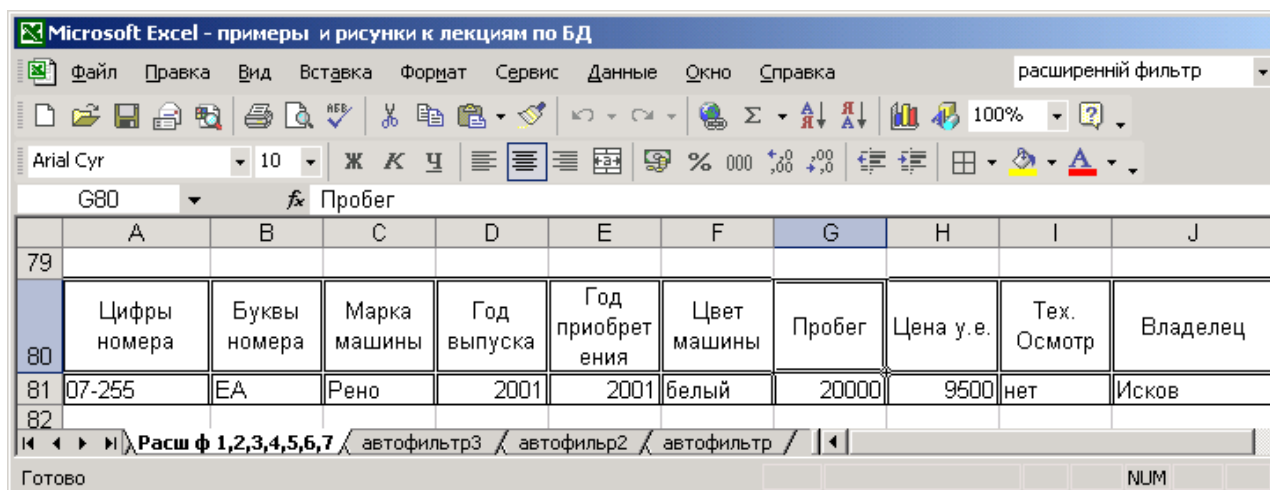 Microsoft Excel - примеры и рисунки к лекциям по БД
Файл Правка Вид Вставка Формат Сервис Данные Окно Справка расширенній фильтр
100%
Arial Cyr 10 Ж К Ч % 000
G80 fx Пробег
A B C D E F G H I J
79
80 Цифры номера Буквы номера Марка машины Год выпуска Год приобрет ения Цвет машины Пробег Цена у.е. Тех. Осмотр Владелец
81 07-255 ЕА Рено 2001 2001 белый 20000 9500 нет Исков
82
Расш ф 1,2,3,4,5,6,7 автофильтр3 автофильр2 автофильтр
Готово NUM